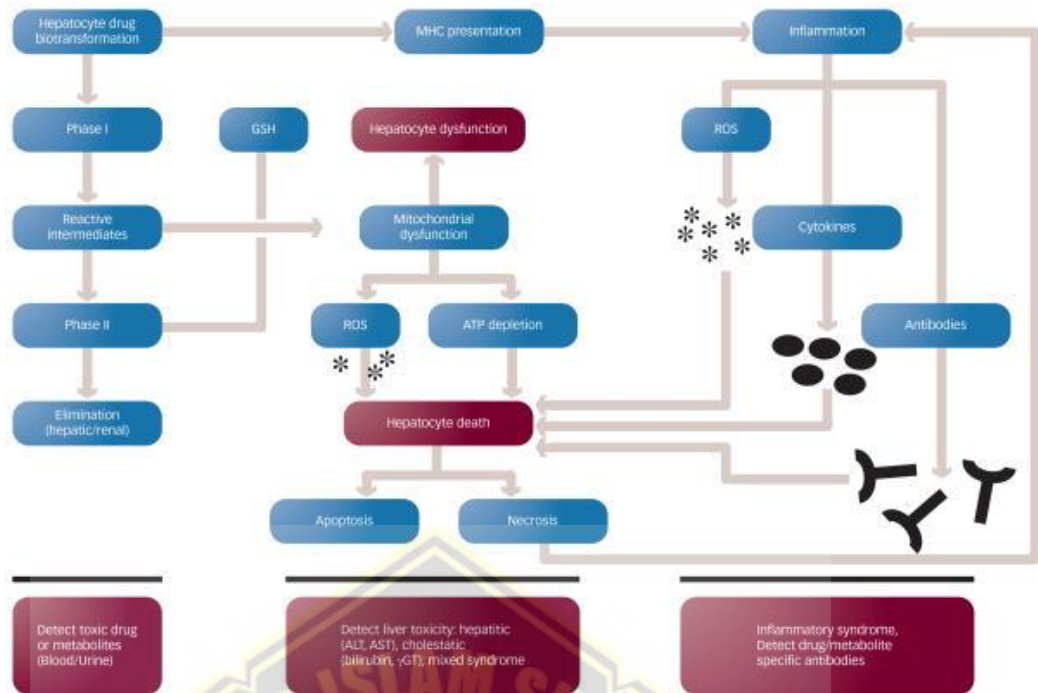 Hepatocyte drug
biotransformation
MHC presentation
Inflammation
Phase I
GSH
Hepatocyte dysfunction
ROS
Reactive
intermediates
Mitochondrial
dysfunction
Cytokines
Phase II
ROS
ATP depletion
Antibodies
Elimination
(hepatic/renal)
Hepatocyte death
Apoptosis
Necrosis
Detect toxic drug
or metabolites
(Blood/Urine)
Detect liver toxicity: hepatitic
(ALT, AST), cholestatic
(bilirubin, γGT), mixed syndrome
Inflammatory syndrome,
Detect drug/metabolite
specific antibodies
ISLAM